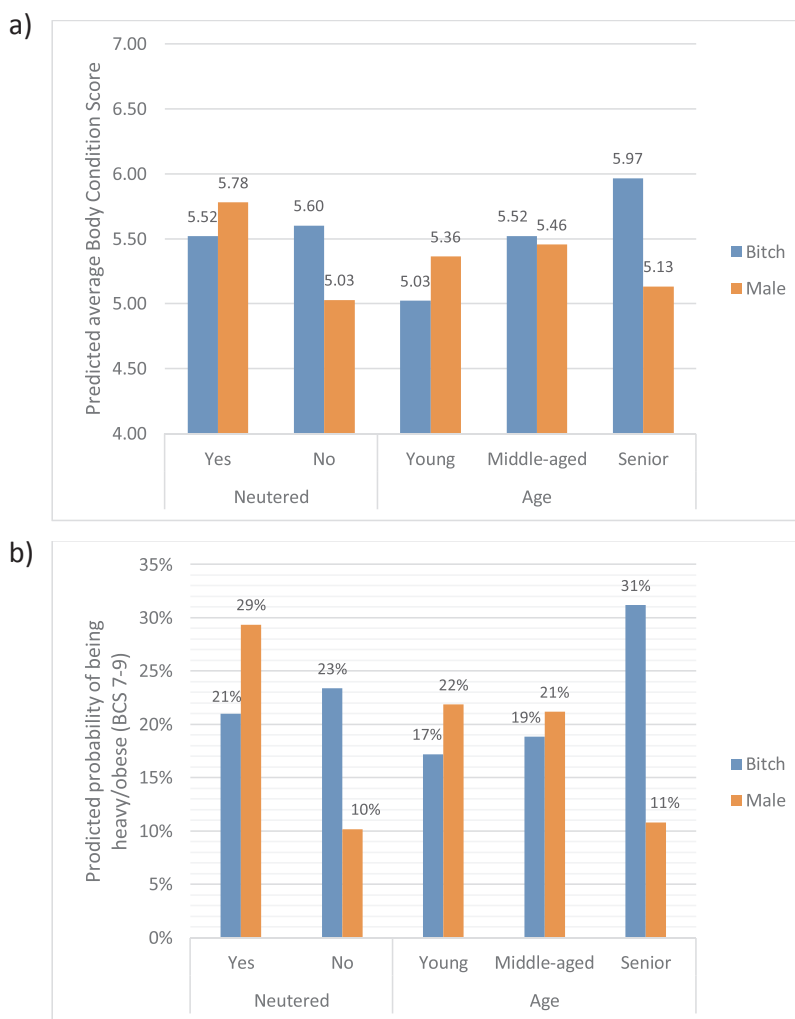 a)
Predicted average Body Condition Score
7.00
6.50
6.00
5.50
5.00
4.50
4.00
5.52
5.78
5.60
5.03
5.03
5.36
5.52
5.46
5.97
5.13
Yes
No
Young
Middle-aged
Senior
Neutered
Age
Bitch
Male
b)
Prodicted probability of being
heavy/obese (BCS 7-9)
35%
30%
25%
20%
15%
10%
5%
0%
21%
29%
23%
10%
17%
22%
19%
21%
31%
11%
Yes
No
Young
Middle-aged
Senior
Neutered
Age
Bitch
Male